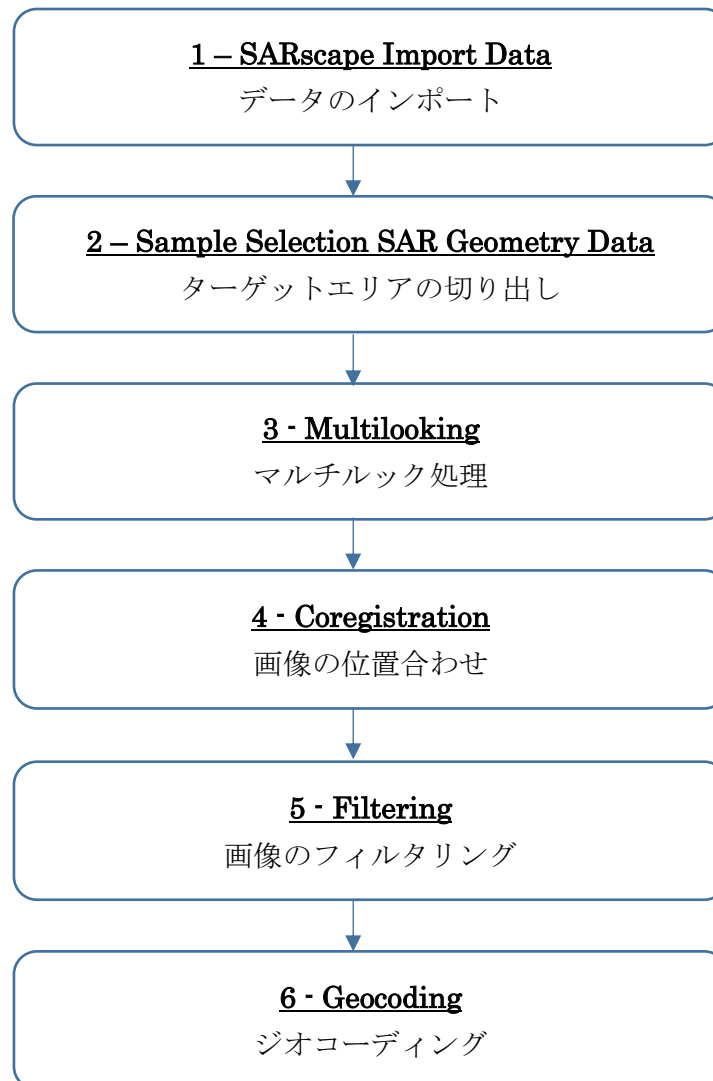 1 – SARscape Import Data
データのインポート
2 – Sample Selection SAR Geometry Data
ターゲットエリアの切り出し
3 - Multilooking
マルチルック処理
4 - Coregistration
画像の位置合わせ
5 - Filtering
画像のフィルタリング
6 - Geocoding
ジオコーディング